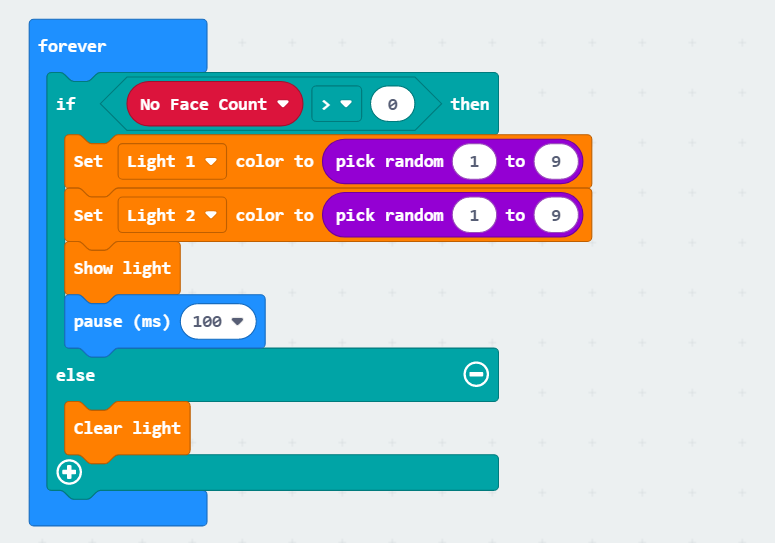 forever
if No Face Count > 0 then
Set Light 1 color to pick random 1 to 9
Set Light 2 color to pick random 1 to 9
Show light
pause (ms) 100
else
Clear light